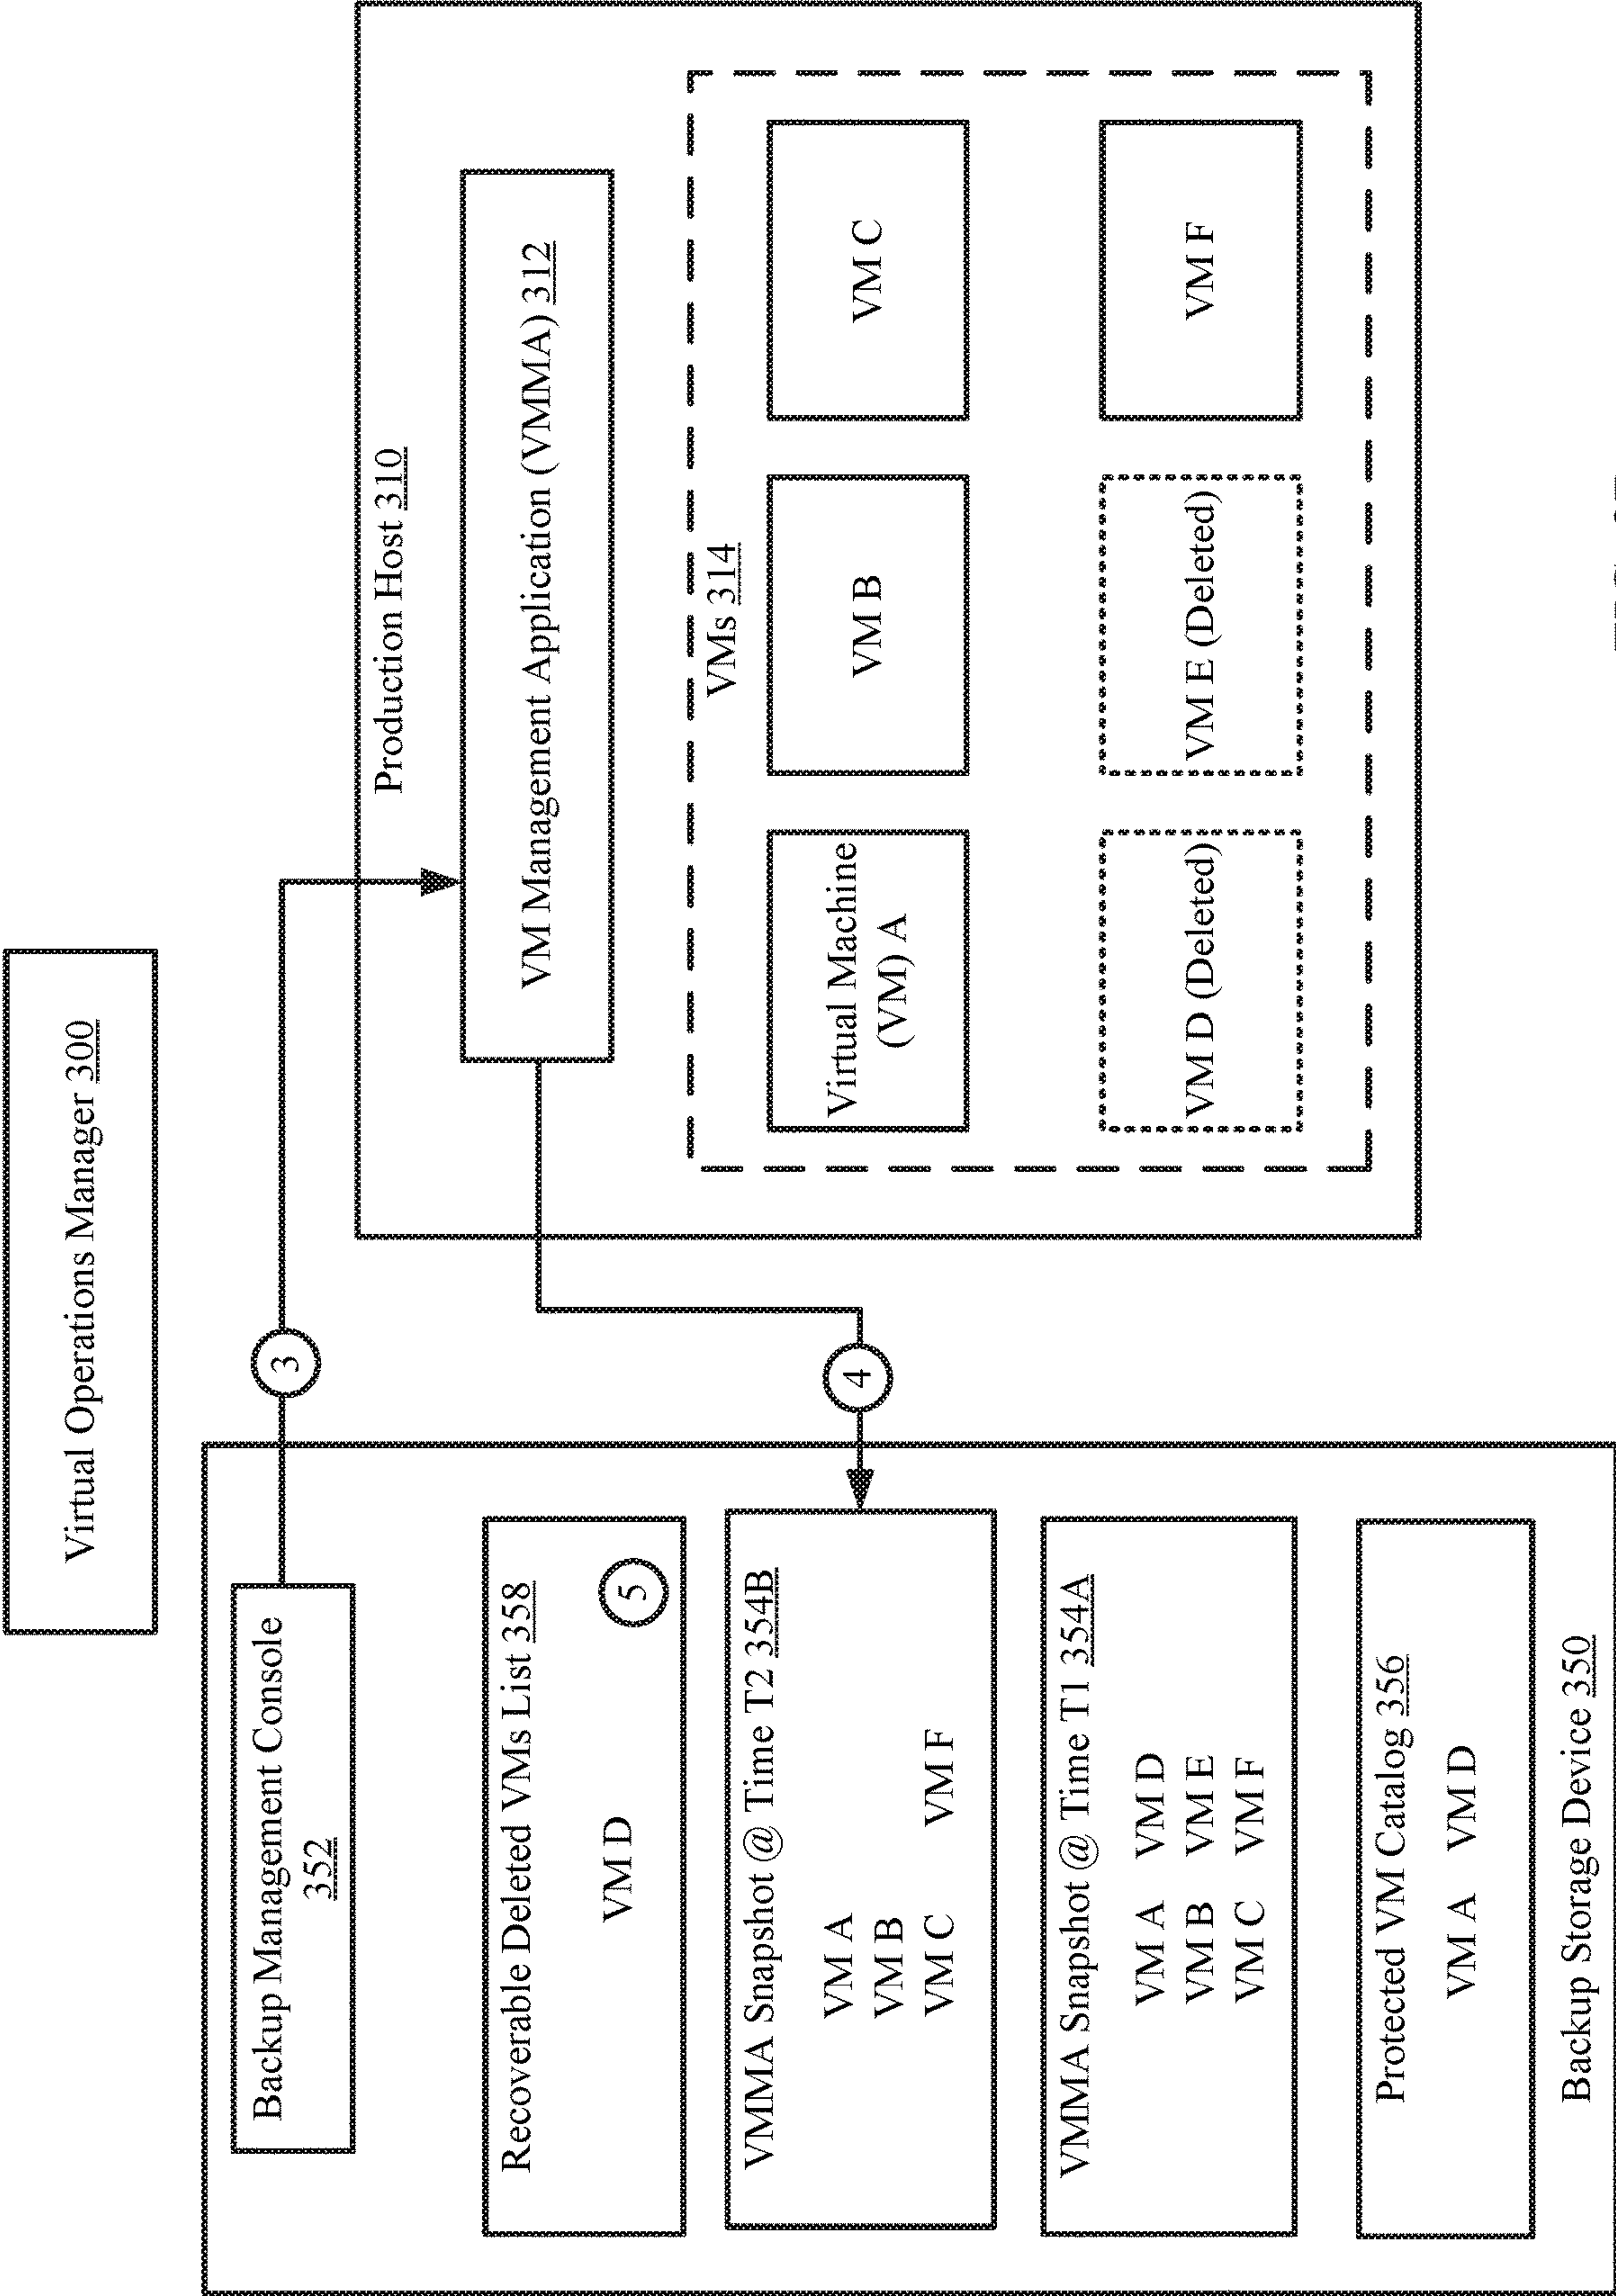 Virtual Operations Manager 300
Backup Management Console
352
3
Recoverable Deleted VMs List 358
VM D
5
VMMA Snapshot @ Time T2 354B
VM A
VM B
VM C VM F
4
VMMA Snapshot @ Time T1 354A
VM A VM D
VM B VM E
VM C VM F
Protected VM Catalog 356
VM A VM D
Backup Storage Device 350
Production Host 310
VM Management Application (VMMA) 312
VMs 314
Virtual Machine
(VM) A
VM B
VM C
VM D (Deleted)
VM E (Deleted)
VM F